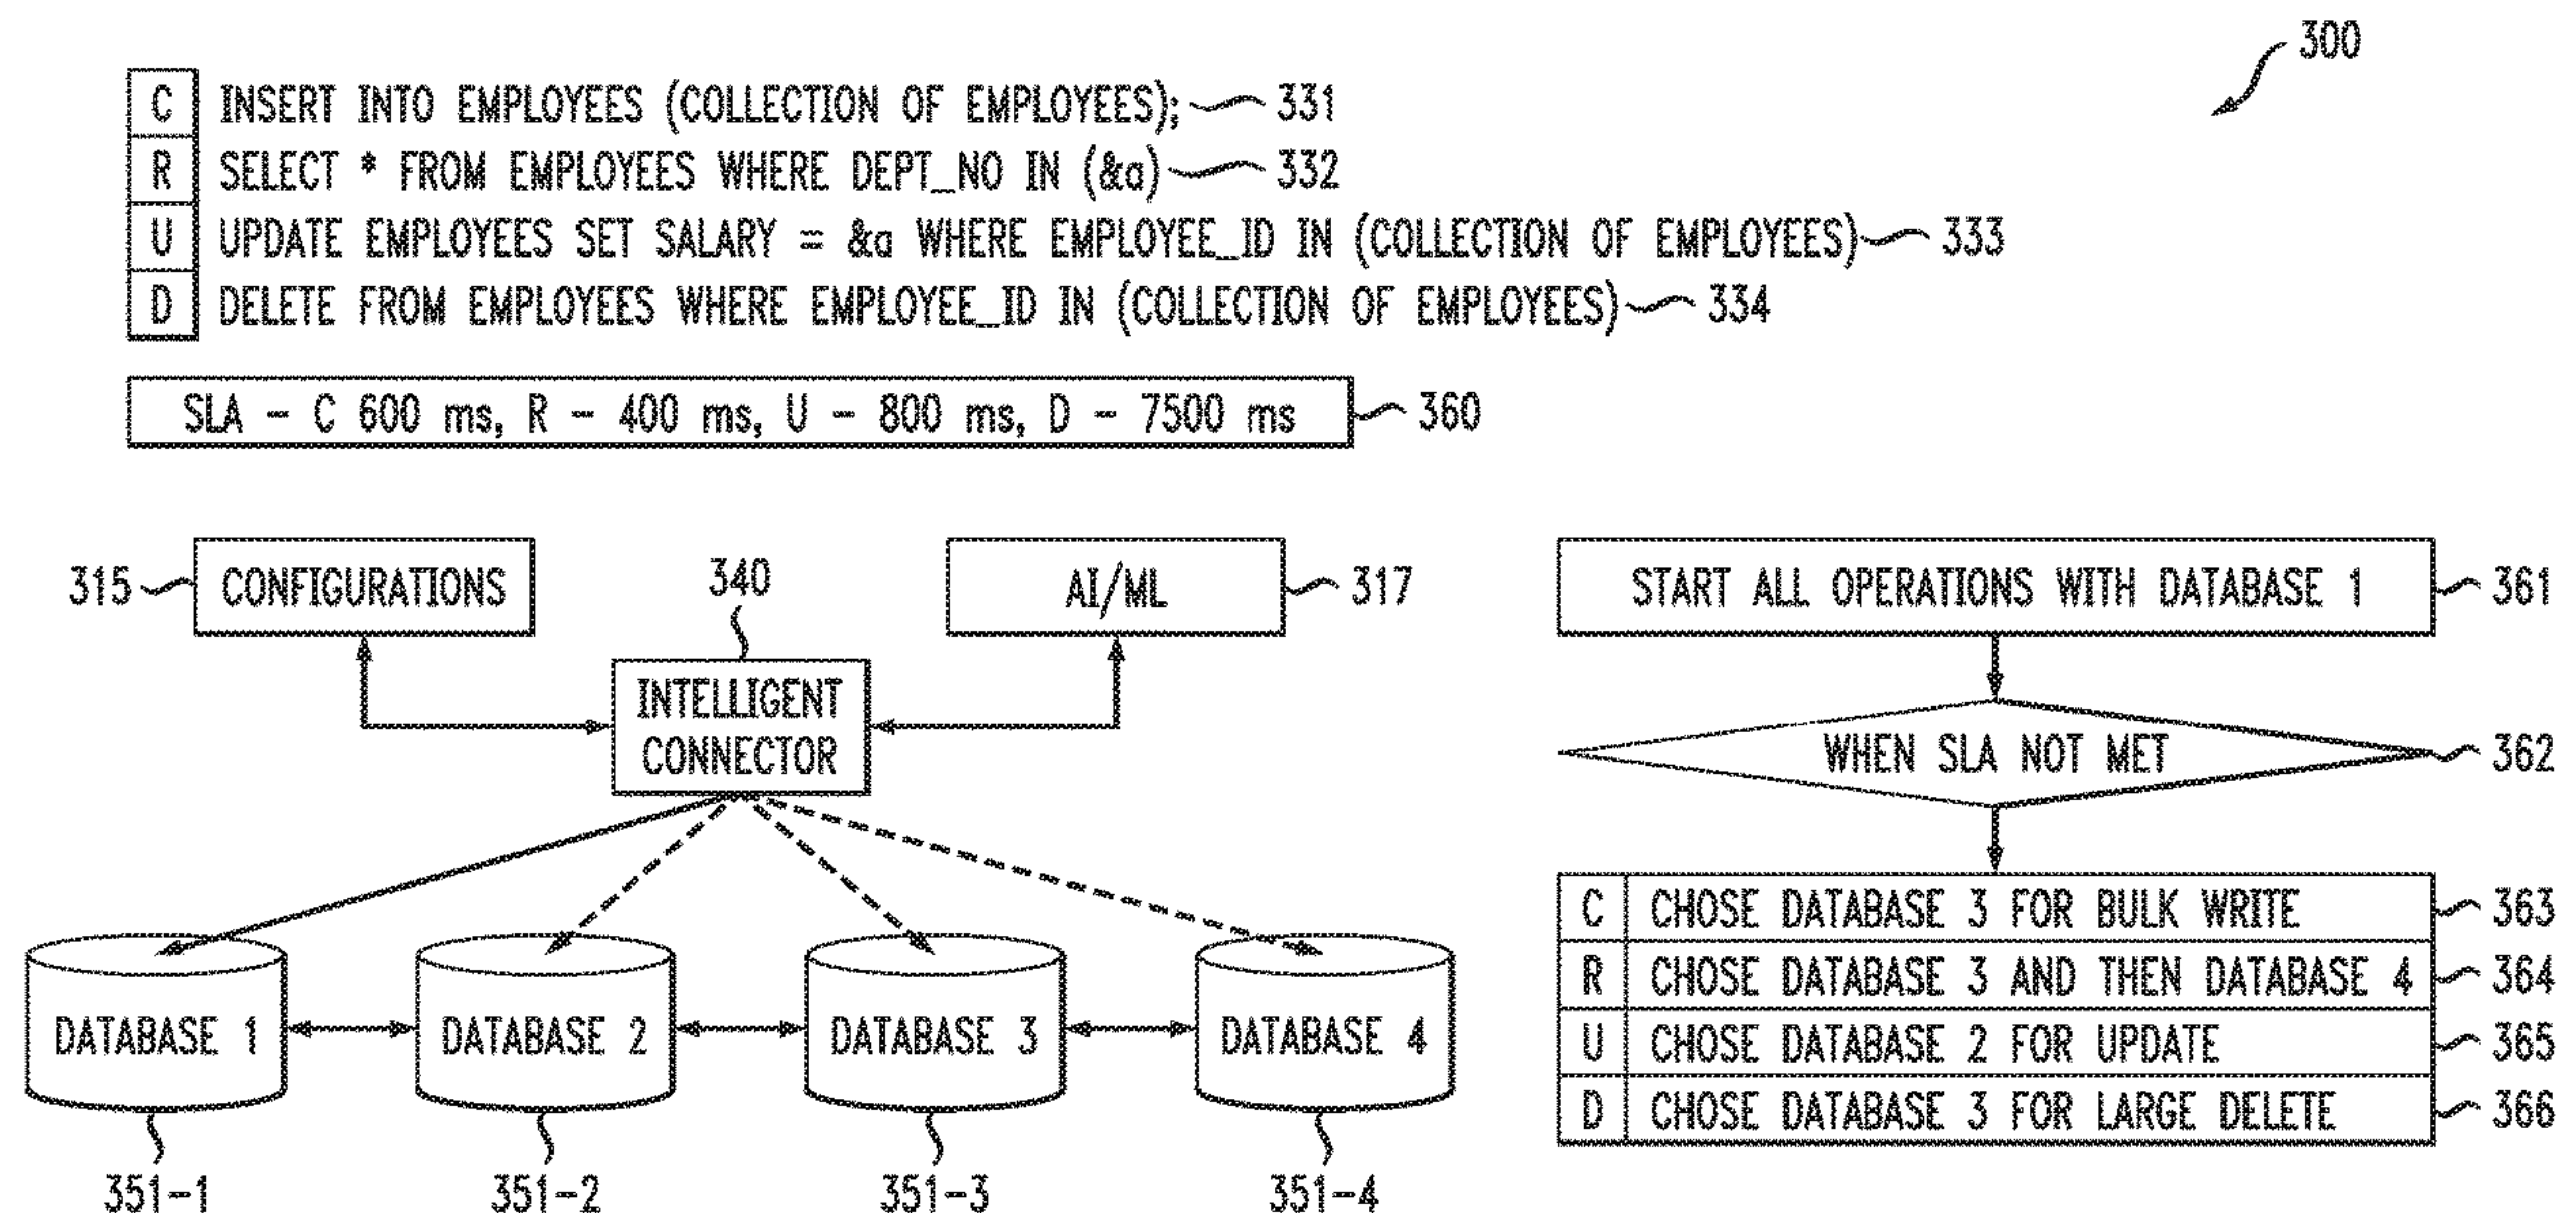 300
C INSERT INTO EMPLOYEES (COLLECTION OF EMPLOYEES); 331
R SELECT * FROM EMPLOYEES WHERE DEPT_NO IN (&a) 332
U UPDATE EMPLOYEES SET SALARY = &a WHERE EMPLOYEE_ID IN (COLLECTION OF EMPLOYEES) 333
D DELETE FROM EMPLOYEES WHERE EMPLOYEE_ID IN (COLLECTION OF EMPLOYEES) 334
SLA - C 600 ms, R - 400 ms, U - 800 ms, D - 7500 ms 360
315 CONFIGURATIONS
340
AI/ML 317
INTELLIGENT
CONNECTOR
DATABASE 1
DATABASE 2
DATABASE 3
DATABASE 4
351-1
351-2
351-3
351-4
START ALL OPERATIONS WITH DATABASE 1 361
WHEN SLA NOT MET 362
C CHOSE DATABASE 3 FOR BULK WRITE 363
R CHOSE DATABASE 3 AND THEN DATABASE 4 364
U CHOSE DATABASE 2 FOR UPDATE 365
D CHOSE DATABASE 3 FOR LARGE DELETE 366